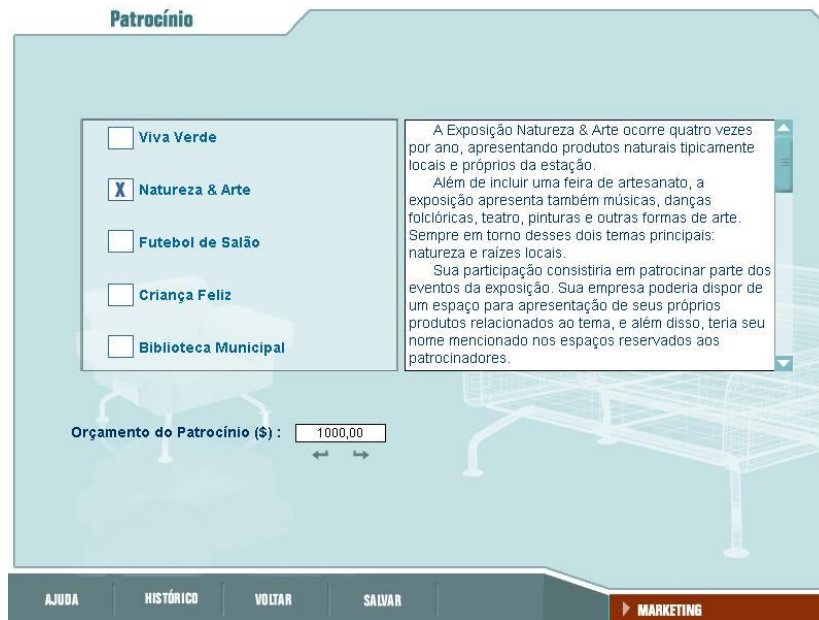 Patrocínio
Viva Verde
X Natureza & Arte
Futebol de Salão
Criança Feliz
Biblioteca Municipal
A Exposição Natureza & Arte ocorre quatro vezes
por ano, apresentando produtos naturais tipicamente
locais e próprios da estação.
Além de incluir uma feira de artesanato, a
exposição apresenta também músicas, danças
folclóricas, teatro, pinturas e outras formas de arte.
Sempre em torno desses dois temas principais:
natureza e raízes locais.
Sua participação consistiria em patrocinar parte dos
eventos da exposição. Sua empresa poderia dispor de
um espaço para apresentação de seus próprios
produtos relacionados ao tema, e além disso, teria seu
nome mencionado nos espaços reservados aos
patrocinadores.
Orçamento do Patrocínio ($) : 1000,00
AJUDA HISTÓRICO VOLTAR SALVAR MARKETING